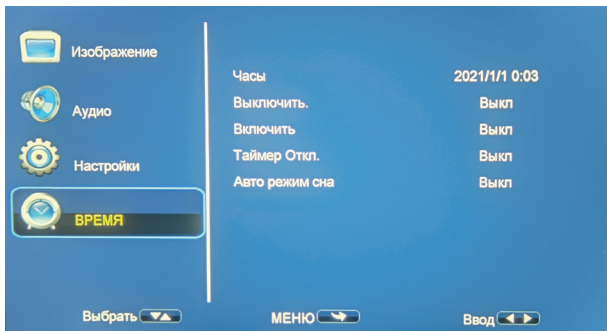 Изображение
Аудио
Настройки
ВРЕМЯ
Часы 2021/1/1 0:03
Выключить. Выкл
Включить Выкл
Таймер Откл. Выкл
Авто режим сна Выкл
Выбрать МЕНЮ Ввод